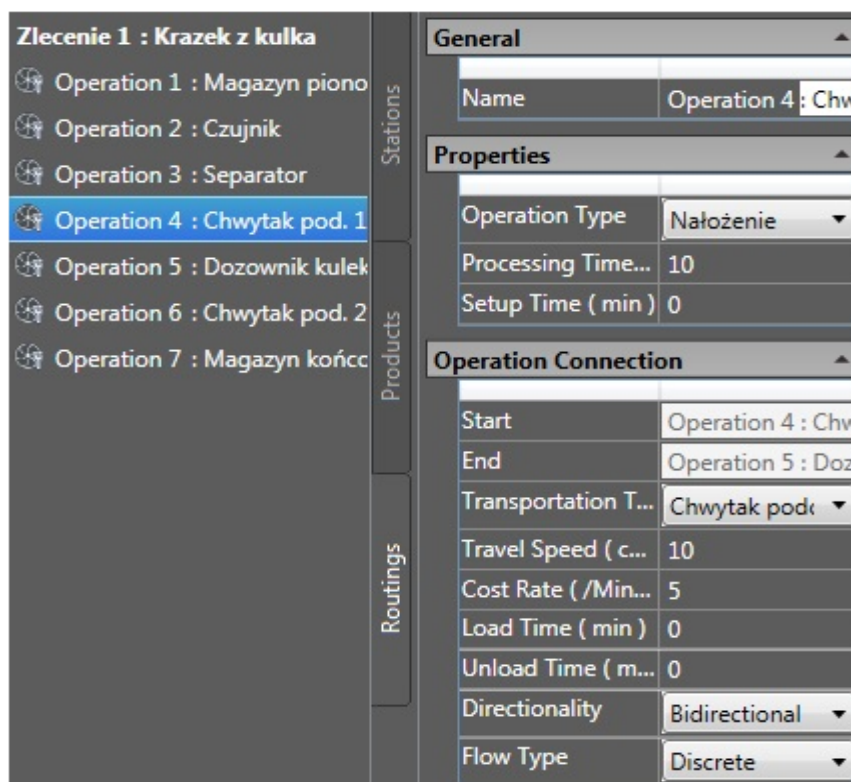 Zlecenie 1 : Krazek z kulka
Operation 1 : Magazyn piono
Operation 2 : Czujnik
Operation 3 : Separator
Operation 4 : Chwytak pod. 1
Operation 5 : Dozownik kulek
Operation 6 : Chwytak pod. 2
Operation 7 : Magazyn końcc
Stations
Products
Routings
General
Name Operation 4 : Chw
Properties
Operation Type Nałożenie
Processing Time... 10
Setup Time ( min ) 0
Operation Connection
Start Operation 4 : Chw
End Operation 5 : Doz
Transportation T... Chwytak podc
Travel Speed ( c... 10
Cost Rate ( /Min... 5
Load Time ( min ) 0
Unload Time ( m... 0
Directionality Bidirectional
Flow Type Discrete